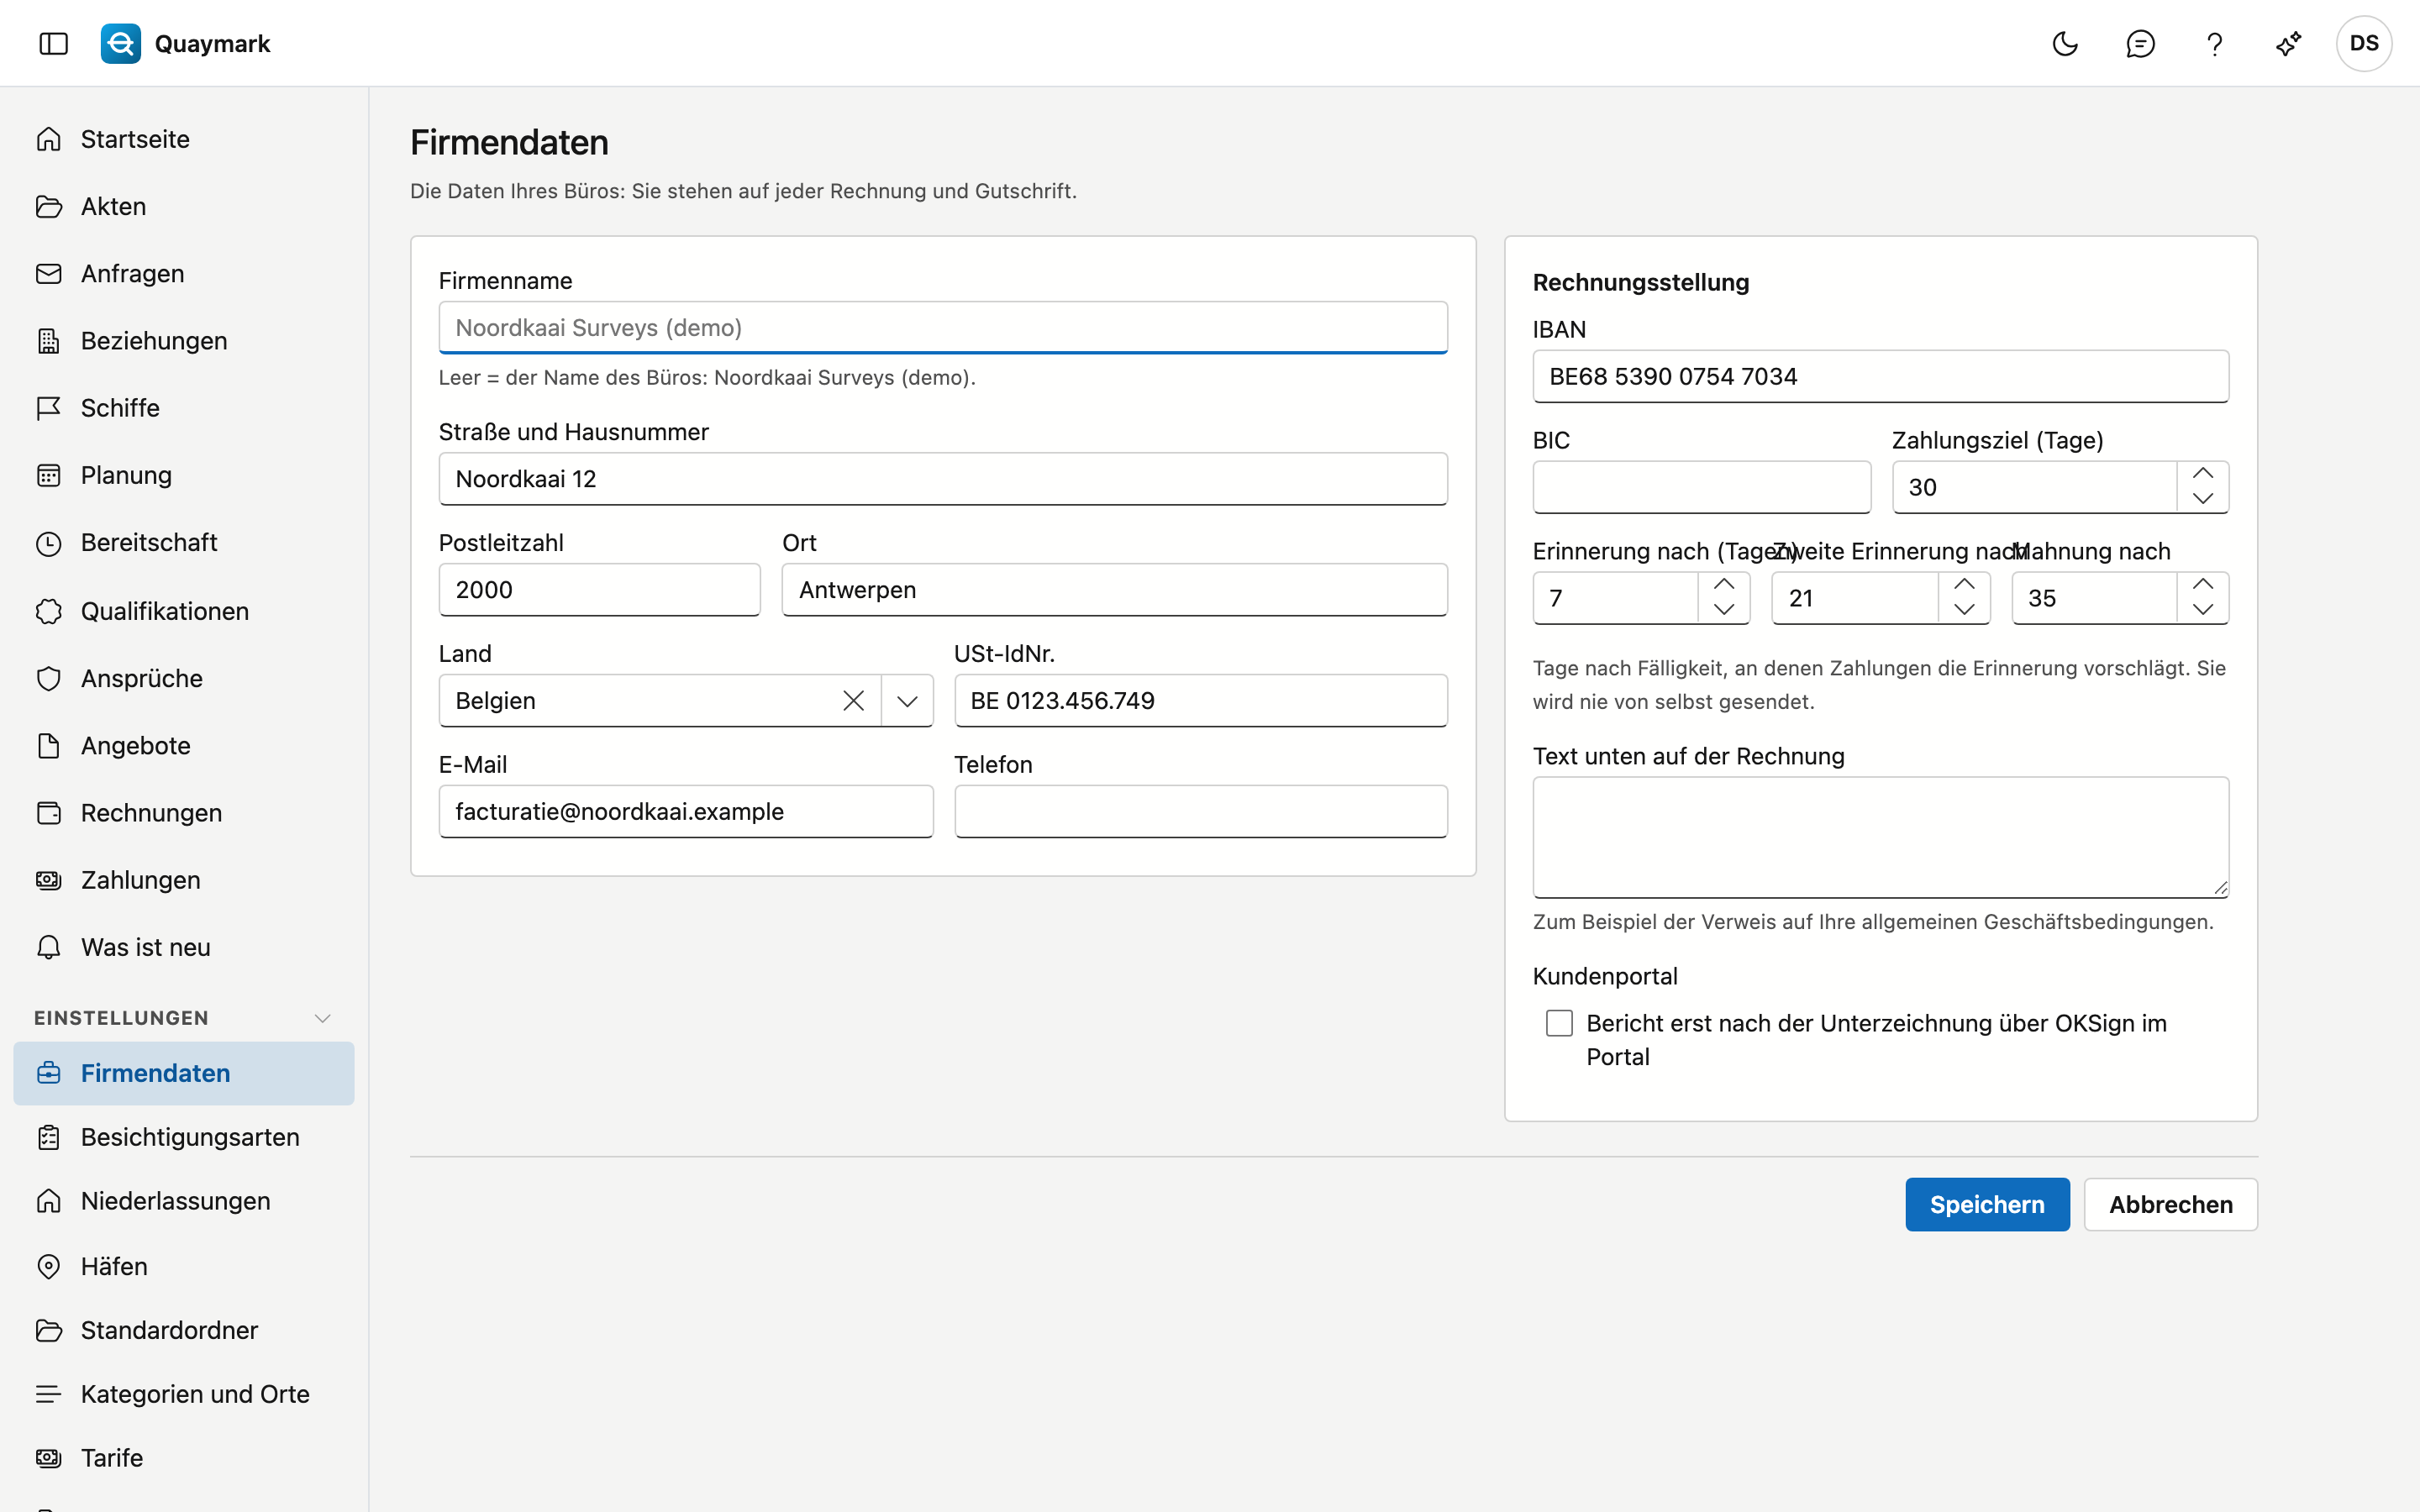 Quaymark
DS
Startseite
Akten
Anfragen
Beziehungen
Schiffe
Planung
Bereitschaft
Qualifikationen
Ansprüche
Angebote
Rechnungen
Zahlungen
Was ist neu
EINSTELLUNGEN
Firmendaten
Besichtigungsarten
Niederlassungen
Häfen
Standardordner
Kategorien und Orte
Tarife
Firmendaten
Die Daten Ihres Büros: Sie stehen auf jeder Rechnung und Gutschrift.
Firmenname
Noordkaai Surveys (demo)
Leer = der Name des Büros: Noordkaai Surveys (demo).
Straße und Hausnummer
Noordkaai 12
Postleitzahl Ort
2000 Antwerpen
Land USt-IdNr.
Belgien BE 0123.456.749
E-Mail Telefon
facturatie@noordkaai.example
Rechnungsstellung
IBAN
BE68 5390 0754 7034
BIC Zahlungsziel (Tage)
30
Erinnerung nach (Tagen) Zweite Erinnerung nach Mahnung nach
7 21 35
Tage nach Fälligkeit, an denen Zahlungen die Erinnerung vorschlägt. Sie
wird nie von selbst gesendet.
Text unten auf der Rechnung
Zum Beispiel der Verweis auf Ihre allgemeinen Geschäftsbedingungen.
Kundenportal
Bericht erst nach der Unterzeichnung über OKSign im
Portal
Speichern Abbrechen